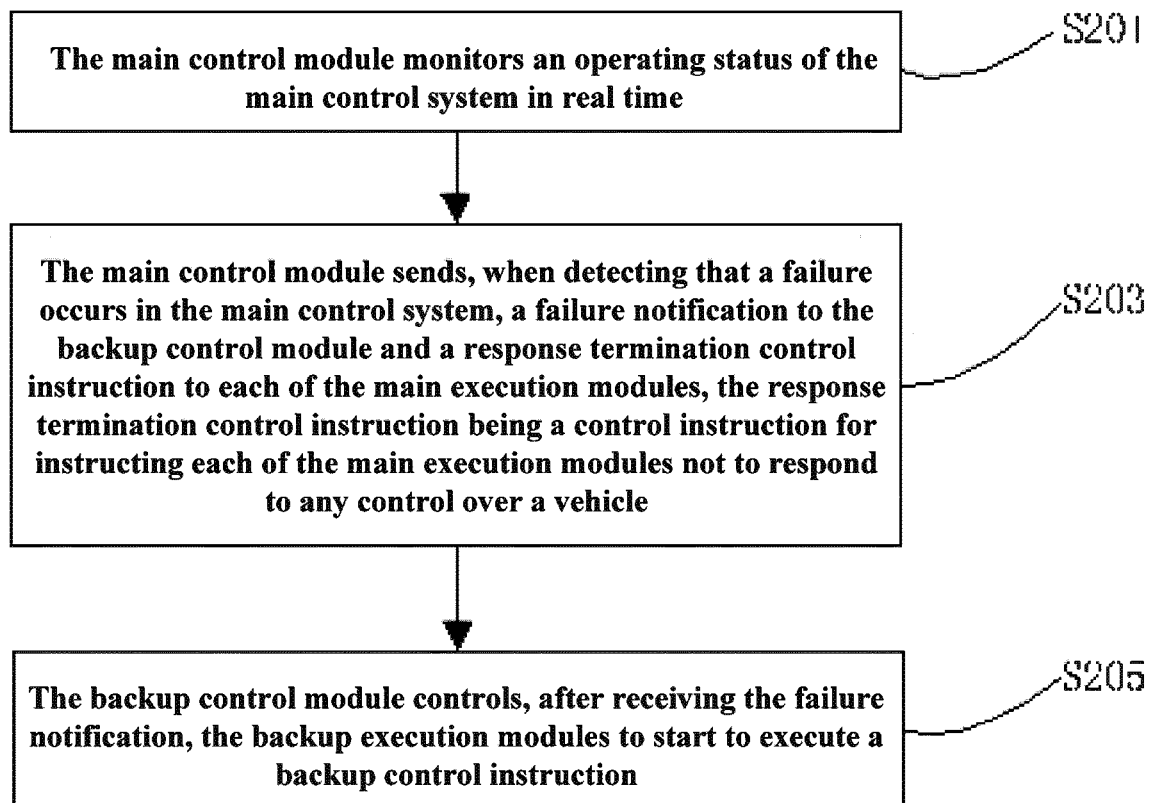 The main control module monitors an operating status of the
main control system in real time
S201
The main control module sends, when detecting that a failure
occurs in the main control system, a failure notification to the
backup control module and a response termination control
instruction to each of the main execution modules, the response
termination control instruction being a control instruction for
instructing each of the main execution modules not to respond
to any control over a vehicle
S203
The backup control module controls, after receiving the failure
notification, the backup execution modules to start to execute a
backup control instruction
S205